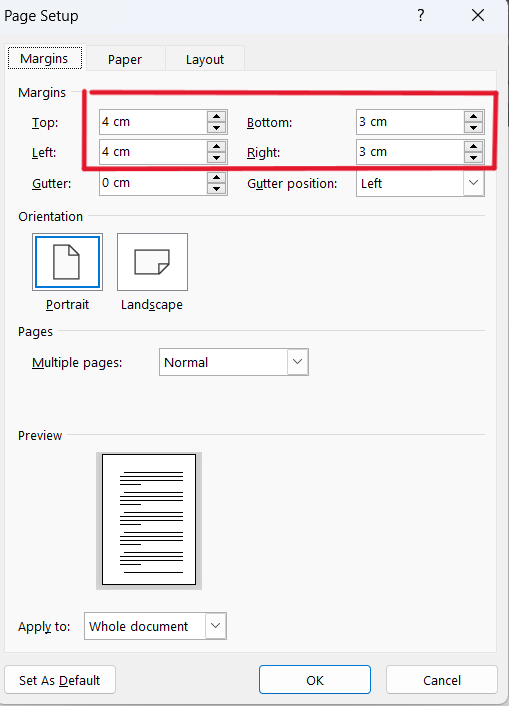 Page Setup ?
Margins Paper Layout
Margins
Top: 4 cm Bottom: 3 cm
Left: 4 cm Right: 3 cm
Gutter: 0 cm Gutter position: Left
Orientation
Portrait Landscape
Pages
Multiple pages: Normal
Preview
Apply to: Whole document
Set As Default OK Cancel